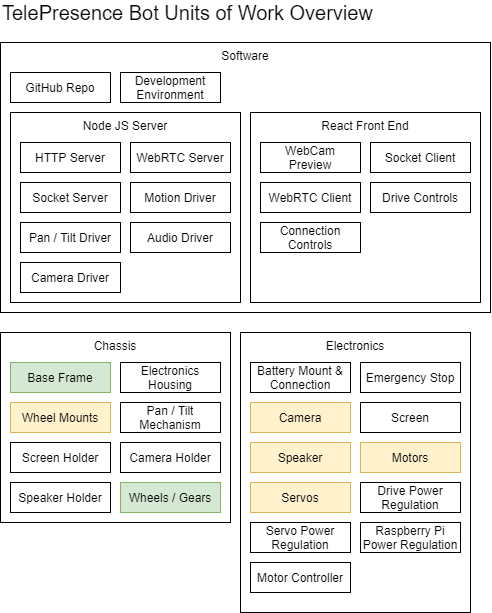 TelePresence Bot Units of Work Overview
Software
GitHub Repo
Development
Environment
Node JS Server
HTTP Server
WebRTC Server
Socket Server
Motion Driver
Pan / Tilt Driver
Audio Driver
Camera Driver
React Front End
WebCam
Preview
Socket Client
WebRTC Client
Drive Controls
Connection
Controls
Chassis
Base Frame
Electronics
Housing
Wheel Mounts
Pan / Tilt
Mechanism
Screen Holder
Camera Holder
Speaker Holder
Wheels / Gears
Electronics
Battery Mount &
Connection
Emergency Stop
Camera
Screen
Speaker
Motors
Servos
Drive Power
Regulation
Servo Power
Regulation
Raspberry Pi
Power Regulation
Motor Controller